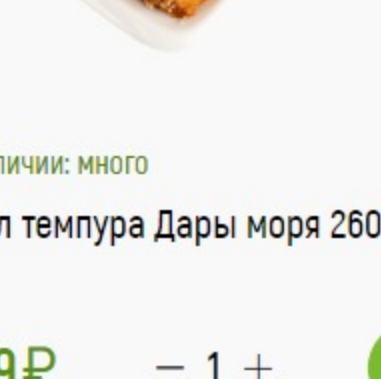 личии: много
л темпура Дары моря 260
9 ₽ — 1 +